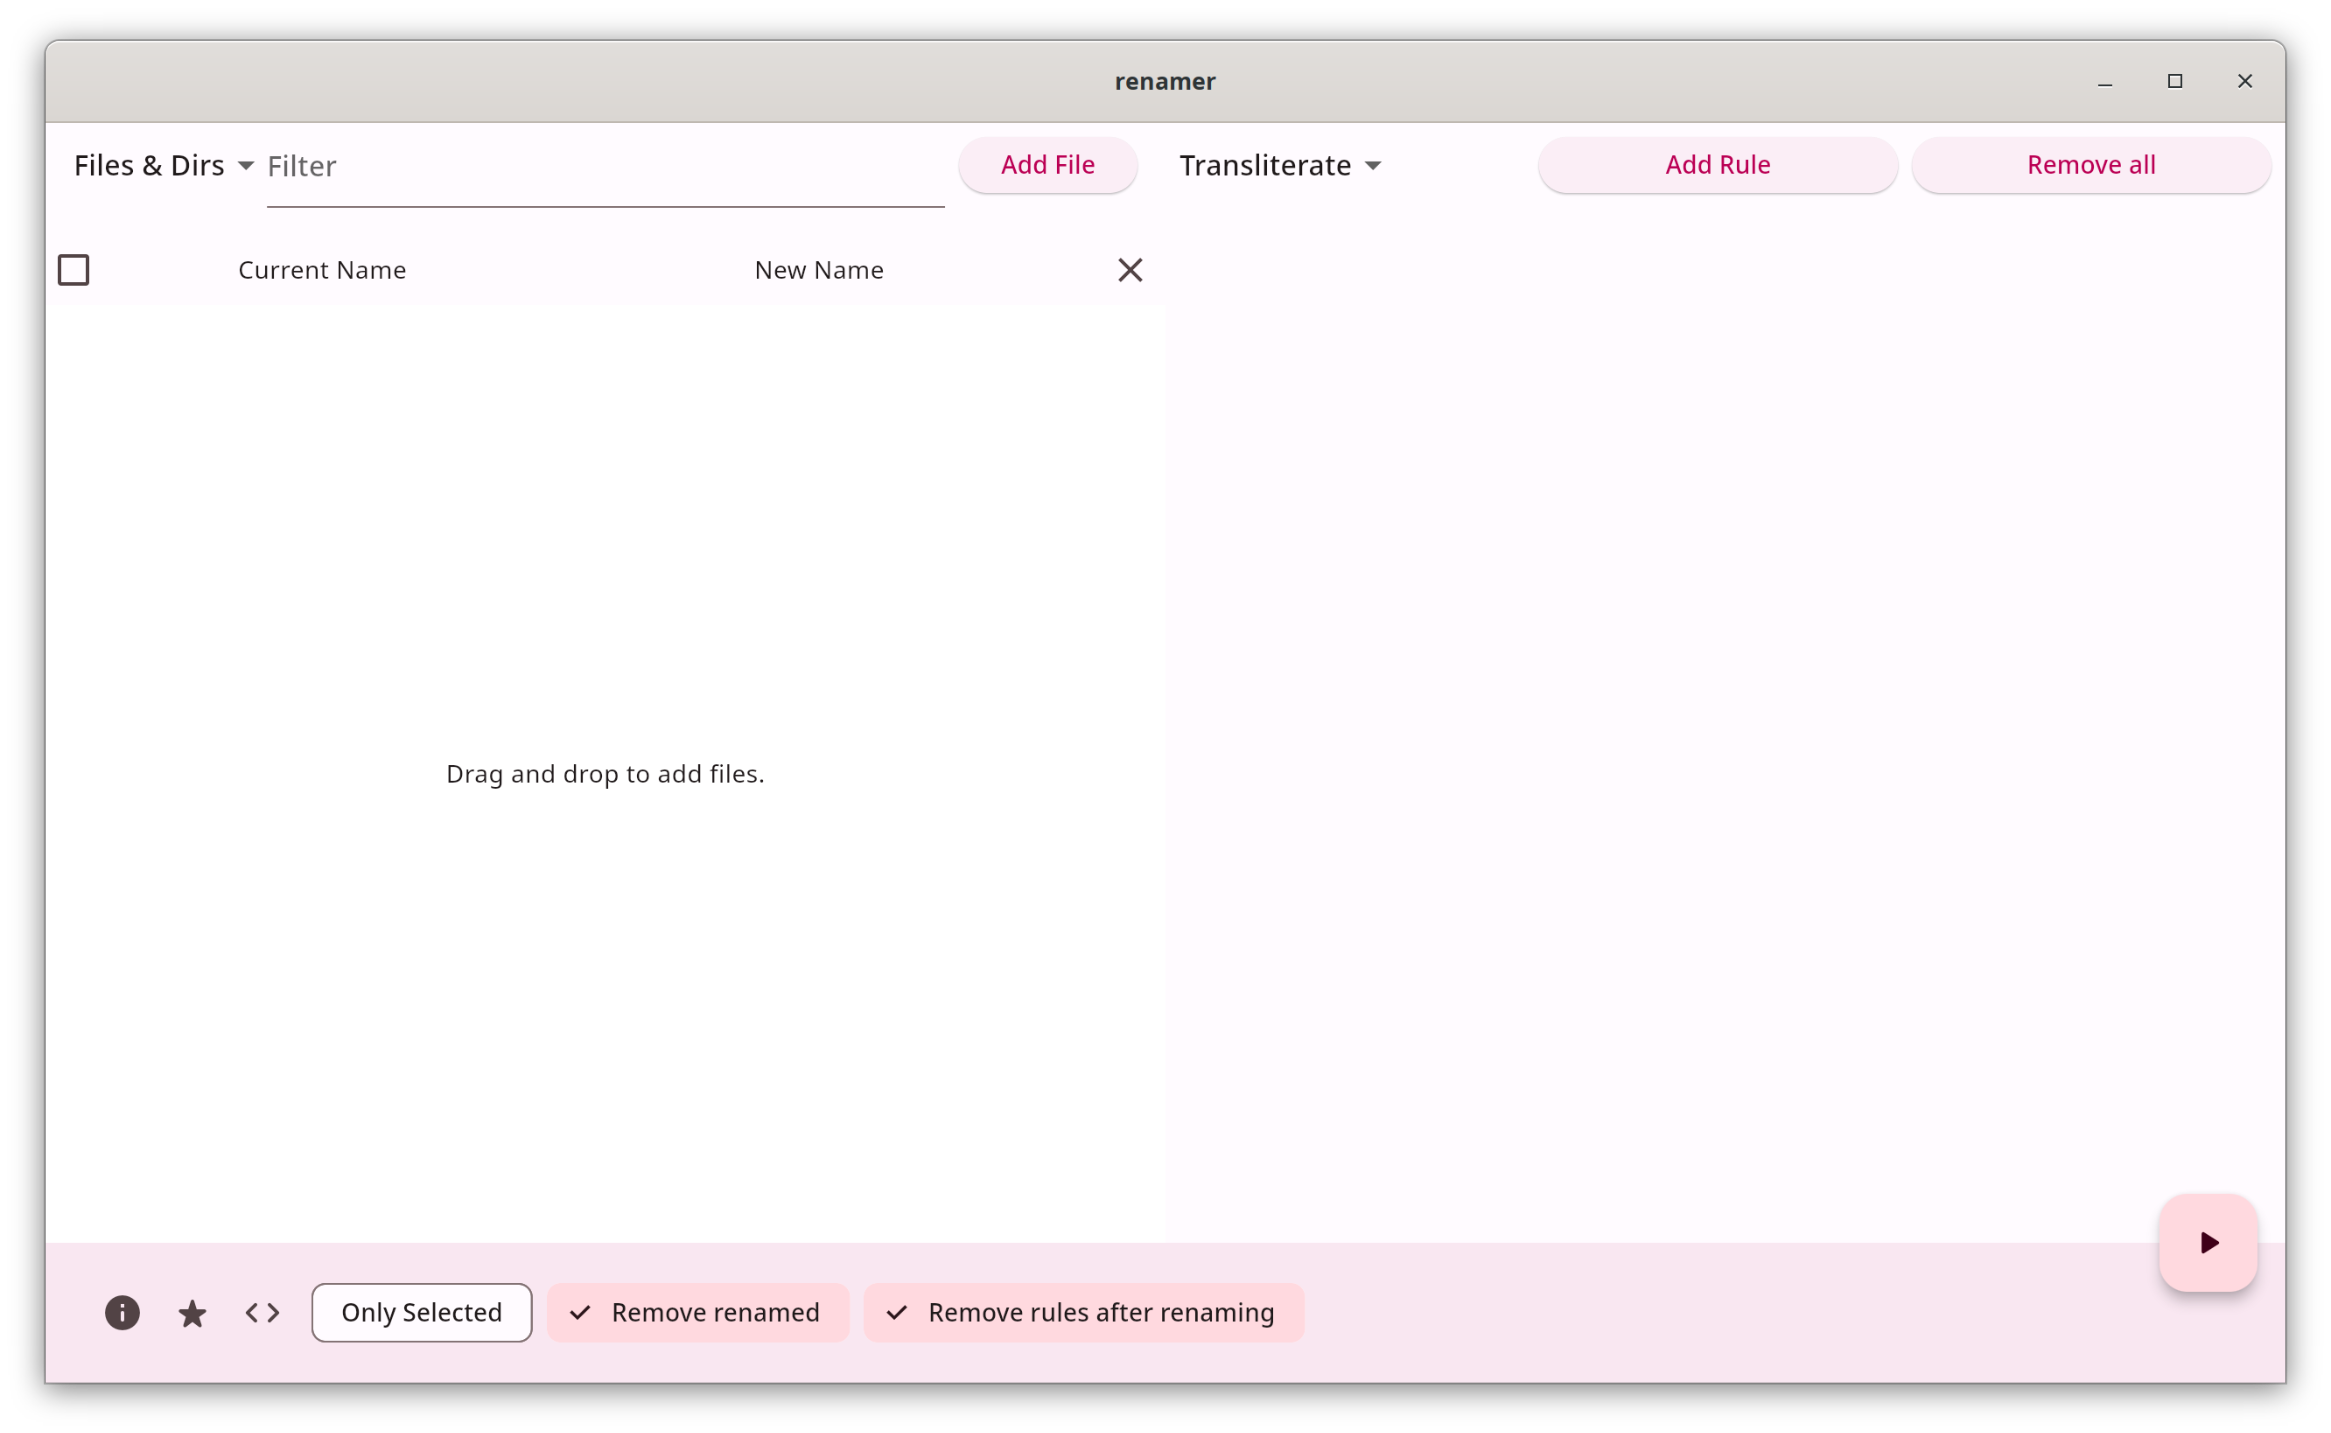 renamer
Files & Dirs Filter Add File Transliterate Add Rule Remove all
Current Name New Name
Drag and drop to add files.
Only Selected Remove renamed Remove rules after renaming